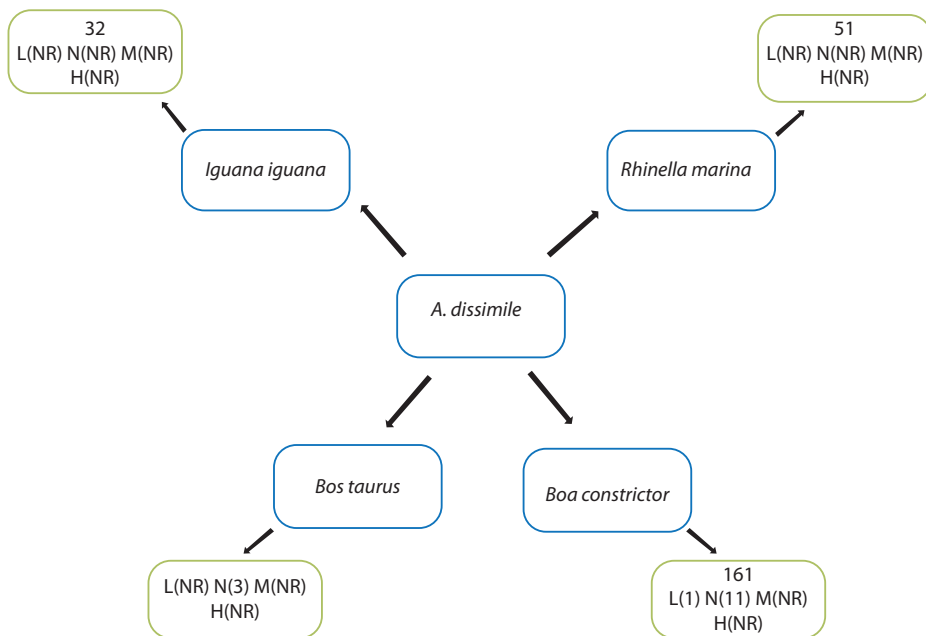 32
L(NR) N(NR) M(NR)
H(NR)
51
L(NR) N(NR) M(NR)
H(NR)
Iguana iguana
Rhinella marina
A. dissimile
Bos taurus
Boa constrictor
L(NR) N(3) M(NR)
H(NR)
161
L(1) N(11) M(NR)
H(NR)